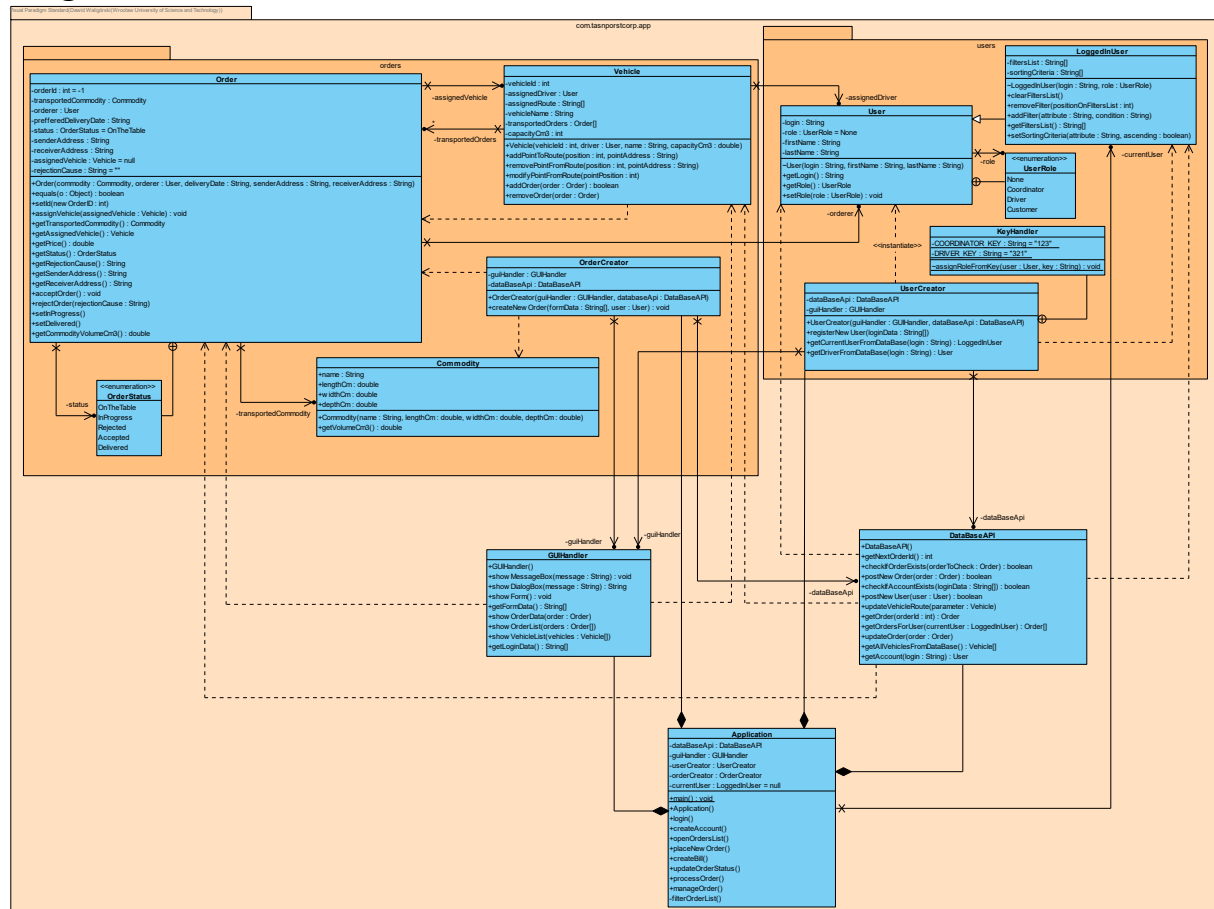 Visual Paradigm Standard(Dawid Waligórski(Wroclaw University of Science and Technology))
com.tasnporstcorp.app
orders
users
Order
-orderId : int = -1
-transportedCommodity : Commodity
-orderer : User
-prefferedDeliveryDate : String
-status : OrderStatus = OnTheTable
-senderAddress : String
-receiverAddress : String
-assignedVehicle : Vehicle = null
-rejectionCause : String = ""
+Order(commodity : Commodity, orderer : User, deliveryDate : String, senderAddress : String, receiverAddress : String)
+equals(o : Object) : boolean
+setId(new OrderID : int)
+assignVehicle(assignedVehicle : Vehicle) : void
+getTransportedCommodity() : Commodity
+getAssignedVehicle() : Vehicle
+getPrice() : double
+getStatus() : OrderStatus
+getRejectionCause() : String
+getSenderAddress() : String
+getReceiverAddress() : String
+acceptOrder() : void
+rejectOrder(rejectionCause : String)
+setInProgress()
+setDelivered()
+getCommodityVolumeCm3() : double
-assignedVehicle
-transportedOrders
Vehicle
-vehicleId : int
-assignedDriver : User
-assignedRoute : String[]
-vehicleName : String
-transportedOrders : Order[]
-capacityCm3 : int
+Vehicle(vehicleId : int, driver : User, name : String, capacityCm3 : double)
+addPointToRoute(position : int, pointAddress : String)
+removePointFromRoute(position : int, pointAddress : String)
+modifyPointFromRoute(pointPosition : int)
+addOrder(order : Order) : boolean
+removeOrder(order : Order)
-assignedDriver
User
-login : String
-role : UserRole = None
-firstName : String
-lastName : String
~User(login : String, firstName : String, lastName : String)
+getLogin() : String
+getRole() : UserRole
+setRole(role : UserRole) : void
-orderer
-role
LoggedInUser
-filtersList : String[]
-sortingCriteria : String[]
~LoggedInUser(login : String, role : UserRole)
+clearFiltersList()
+removeFilter(positionOnFiltersList : int)
+addFilter(attribute : String, condition : String)
+getFiltersList() : String[]
+setSortingCriteria(attribute : String, ascending : boolean)
-currentUser
<<enumeration>>
UserRole
None
Coordinator
Driver
Customer
KeyHandler
-COORDINATOR_KEY : String = "123"
-DRIVER_KEY : String = "321"
~assignRoleFromKey(user : User, key : String) : void
<<instantiate>>
OrderCreator
-guiHandler : GUIHandler
-dataBaseApi : DataBaseAPI
+OrderCreator(guiHandler : GUIHandler, databaseApi : DataBaseAPI)
+createNew Order(formData : String[], user : User) : void
UserCreator
-dataBaseApi : DataBaseAPI
-guiHandler : GUIHandler
+UserCreator(guiHandler : GUIHandler, dataBaseApi : DataBaseAPI)
+registerNew User(loginData : String[])
+getCurrentUserFromDataBase(login : String) : LoggedInUser
+getDriverFromDataBase(login : String) : User
<<enumeration>>
OrderStatus
OnTheTable
InProgress
Rejected
Accepted
Delivered
-status
-transportedCommodity
Commodity
+name : String
+lengthCm : double
+w idthCm : double
+depthCm : double
+Commodity(name : String, lengthCm : double, w idthCm : double, depthCm : double)
+getVolumeCm3() : double
-guiHandler
-guiHandler
-dataBaseApi
-dataBaseApi
GUIHandler
+GUIHandler()
+show MessageBox(message : String) : void
+show DialogBox(message : String) : String
+show Form() : void
+getFormData() : String[]
+show OrderData(order : Order)
+show OrderList(orders : Order[])
+show VehicleList(vehicles : Vehicle[])
+getLoginData() : String[]
DataBaseAPI
+DataBaseAPI()
+getNextOrderId() : int
+checkIfOrderExists(orderToCheck : Order) : boolean
+postNew Order(order : Order) : boolean
+checkIfAccountExists(loginData : String[]) : boolean
+postNew User(user : User) : boolean
+updateVehicleRoute(parameter : Vehicle)
+getOrder(orderId : int) : Order
+getOrdersForUser(currentUser : LoggedInUser) : Order[]
+updateOrder(order : Order)
+getAllVehiclesFromDataBase() : Vehicle[]
+getAccount(login : String) : User
Application
-dataBaseApi : DataBaseAPI
-guiHandler : GUIHandler
-userCreator : UserCreator
-orderCreator : OrderCreator
-currentUser : LoggedInUser = null
+main() : void
+Application()
+login()
+createAccount()
+openOrdersList()
+placeNew Order()
+createBill()
+updateOrderStatus()
+processOrder()
+manageOrder()
-filterOrderList()